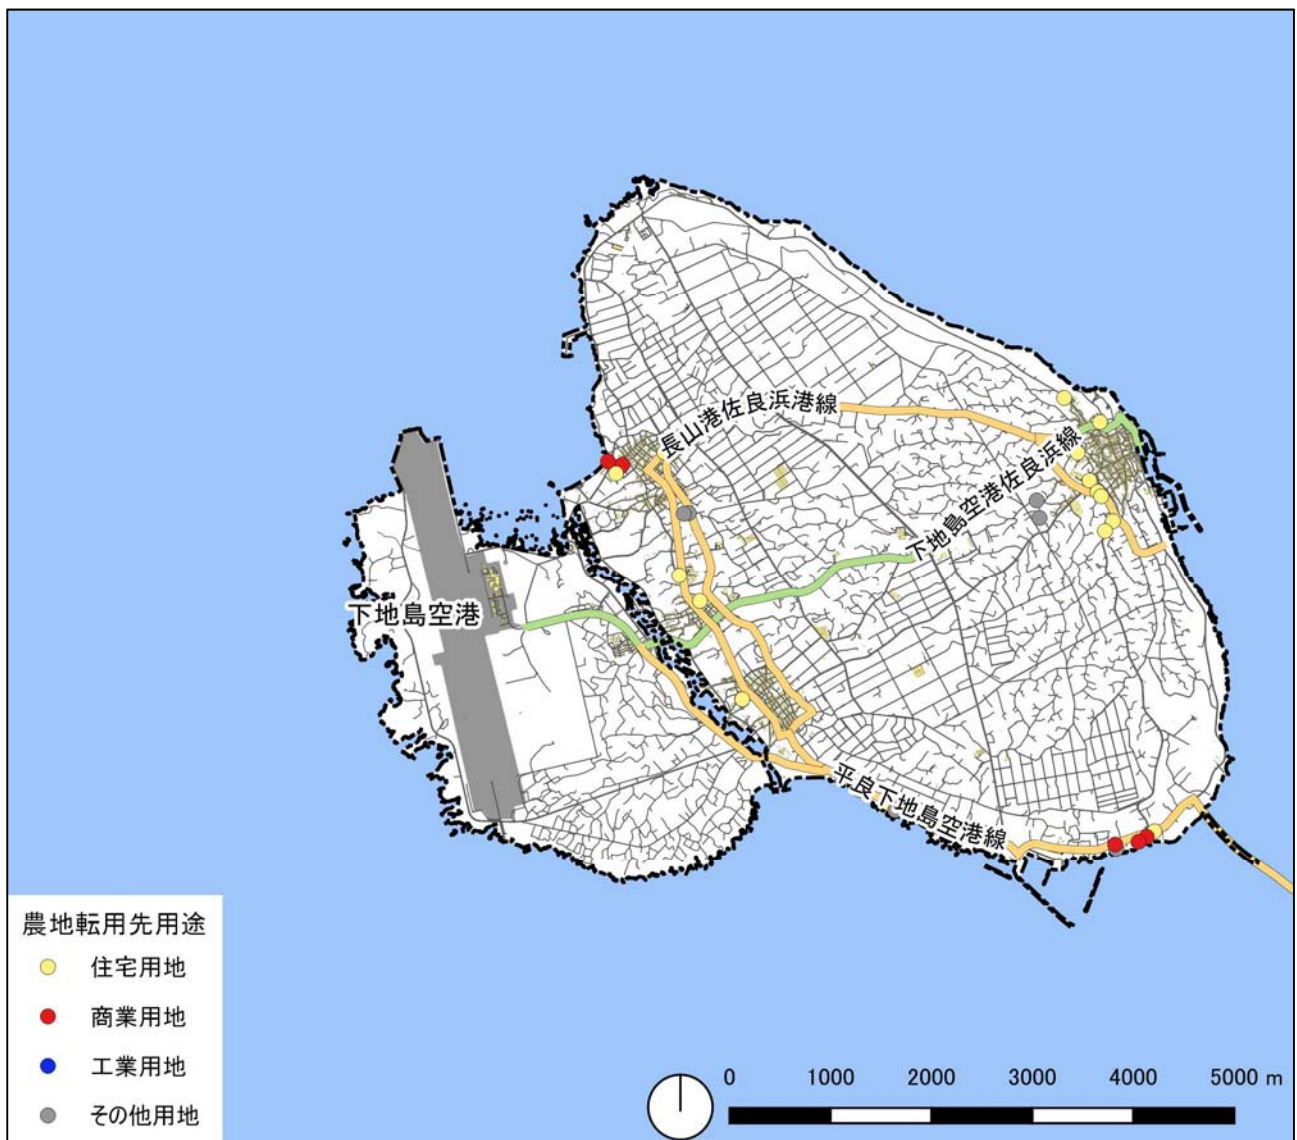 長山港佐良浜港線
下地島空港佐良浜線
下地島空港
平良下地島空港線
農地転用先用途
住宅用地
商業用地
工業用地
その他用地
0 1000 2000 3000 4000 5000 m